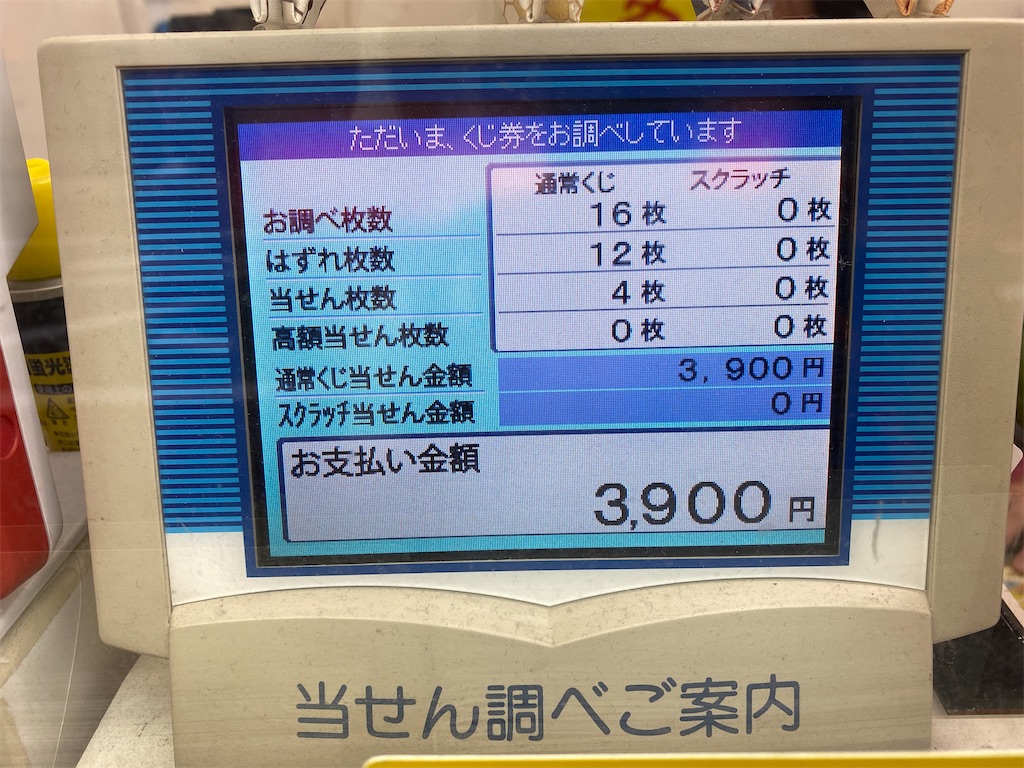 ただいま、くじ券をお調べしています
通常くじ スクラッチ
お調べ枚数 16枚 0枚
はずれ枚数 12枚 0枚
当せん枚数 4枚 0枚
高額当せん枚数 0枚 0枚
通常くじ当せん金額 3,900円
スクラッチ当せん金額 0円
お支払い金額
3,900円
当せん調べご案内